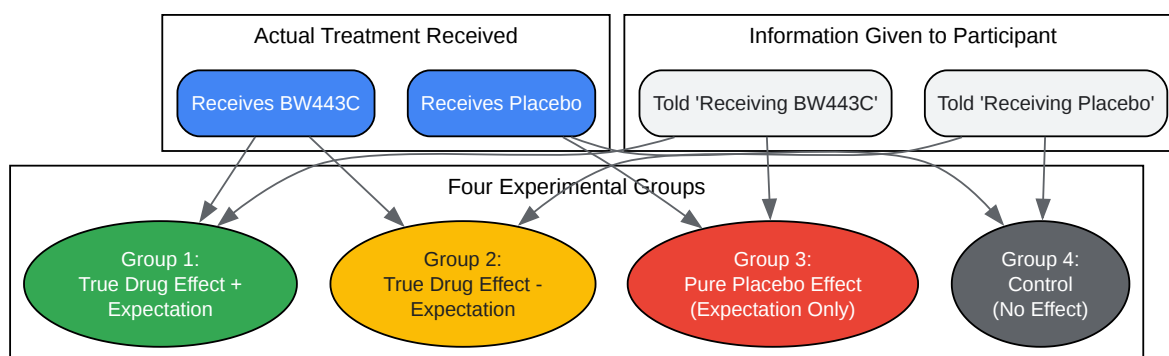 Actual Treatment Received
Information Given to Participant
Receives BW443C
Receives Placebo
Told 'Receiving BW443C'
Told 'Receiving Placebo'
Four Experimental Groups
Group 1:
True Drug Effect +
Expectation
Group 2:
True Drug Effect -
Expectation
Group 3:
Pure Placebo Effect
(Expectation Only)
Group 4:
Control
(No Effect)